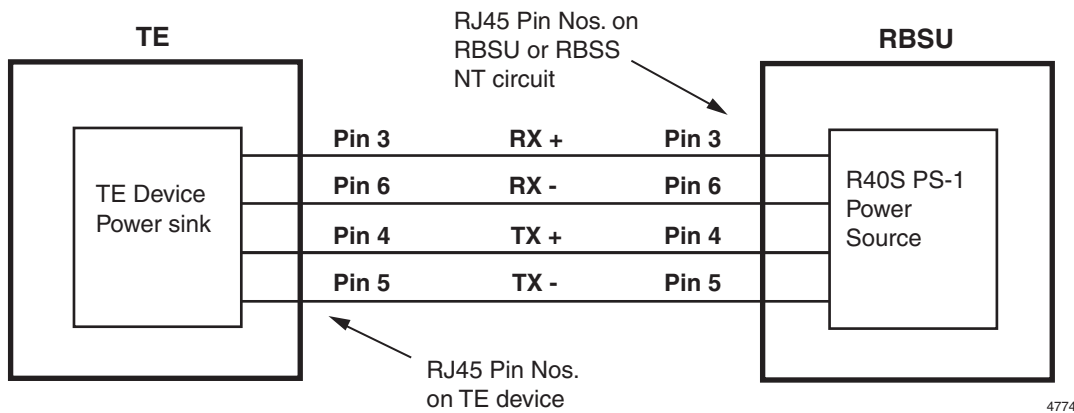 RJ45 Pin Nos. on
RBSU or RBSS
NT circuit
TE
RBSU
Pin 3 RX + Pin 3
Pin 6 RX - Pin 6
Pin 4 TX + Pin 4
Pin 5 TX - Pin 5
TE Device
Power sink
R40S PS-1
Power
Source
RJ45 Pin Nos.
on TE device
4774